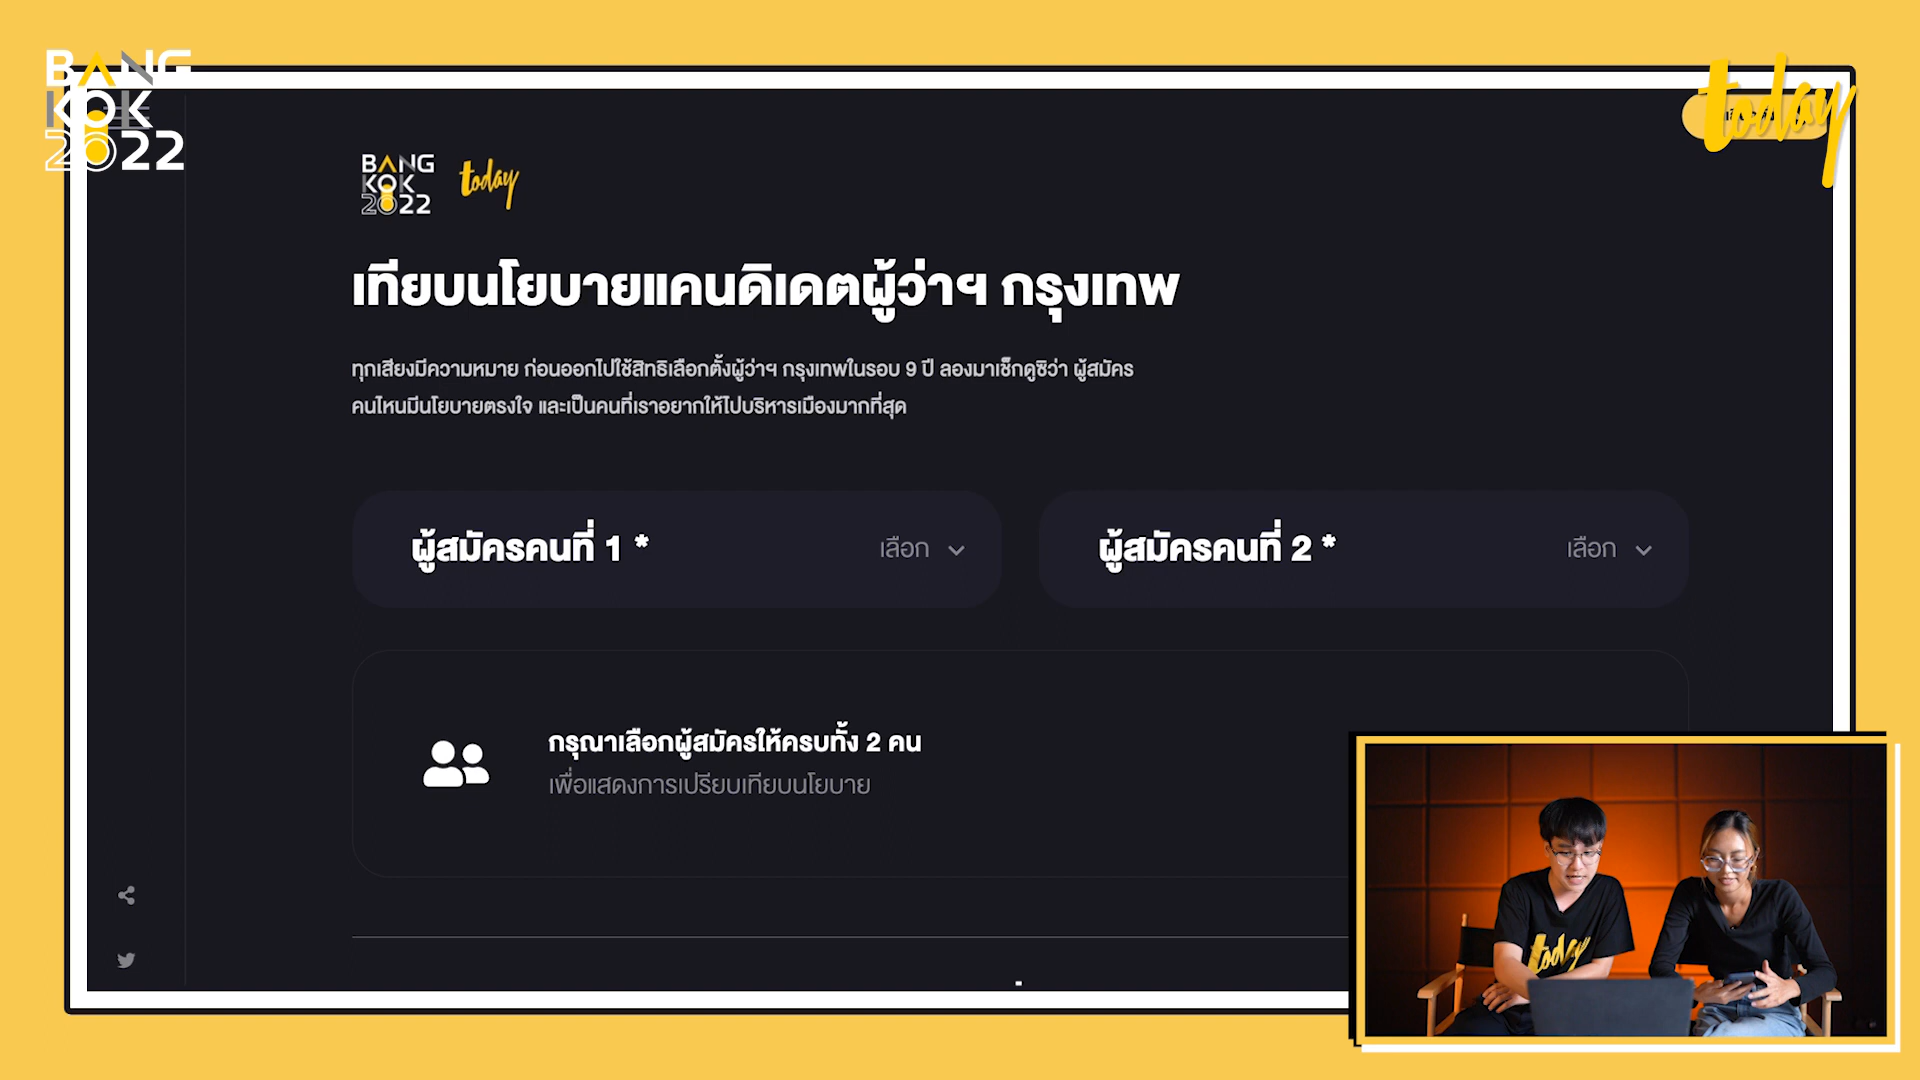 BANG
KOK
2022
today
BANG
KOK
2022
today
เทียบนโยบายแคนดิเดตผู้ว่าฯ กรุงเทพ
ทุกเสียงมีความหมาย ก่อนออกไปใช้สิทธิเลือกตั้งผู้ว่าฯ กรุงเทพในรอบ 9 ปี ลองมาเช็กดูซิว่า ผู้สมัคร
คนไหนมีนโยบายตรงใจ และเป็นคนที่เราอยากให้ไปบริหารเมืองมากที่สุด
ผู้สมัครคนที่ 1 *
เลือก
ผู้สมัครคนที่ 2 *
เลือก
กรุณาเลือกผู้สมัครให้ครบทั้ง 2 คน
เพื่อแสดงการเปรียบเทียบนโยบาย
today